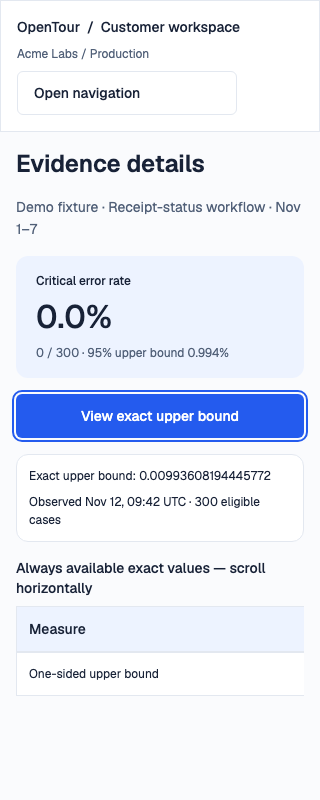 OpenTour / Customer workspace
Acme Labs / Production
Open navigation
Evidence details
Demo fixture · Receipt-status workflow · Nov
1–7
Critical error rate
0.0%
0 / 300 · 95% upper bound 0.994%
View exact upper bound
Exact upper bound: 0.00993608194445772
Observed Nov 12, 09:42 UTC · 300 eligible
cases
Always available exact values — scroll
horizontally
Measure
One-sided upper bound